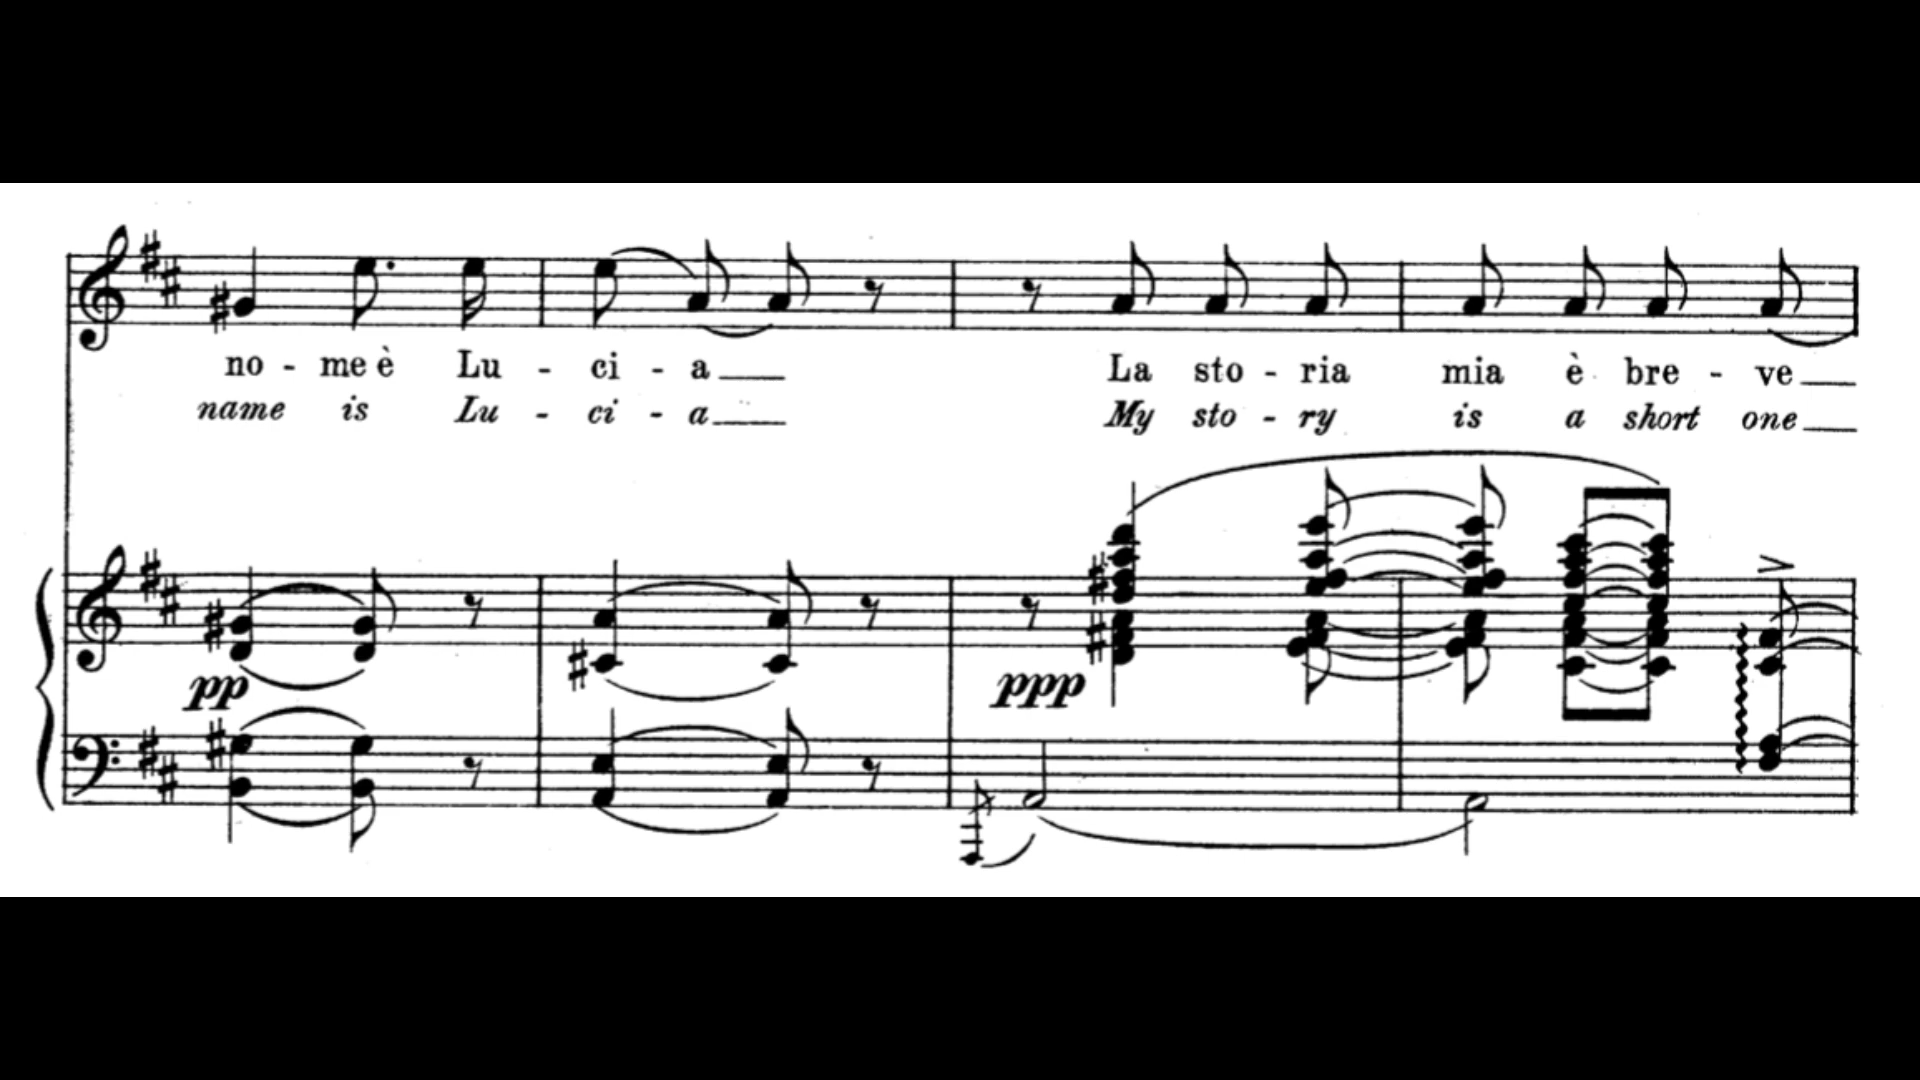 no - me è Lu - ci - a La sto - ria mia è bre - ve
name is Lu - ci - a My sto - ry is a short one
pp ppp